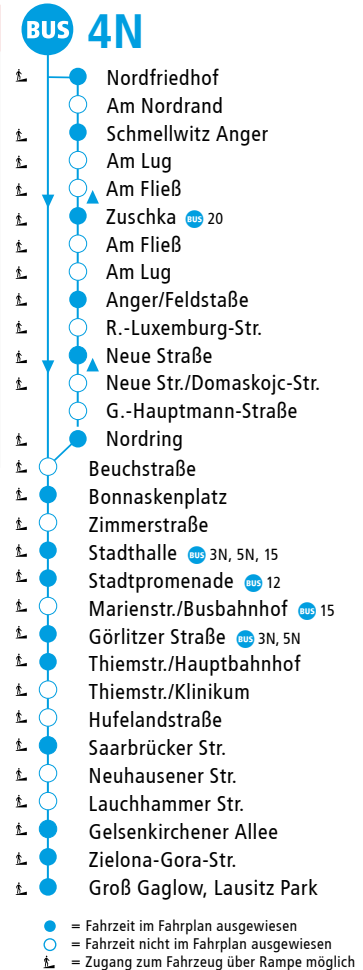 BUS 4N
Nordfriedhof
Am Nordrand
Schmellwitz Anger
Am Lug
Am Fließ
Zuschka BUS 20
Am Fließ
Am Lug
Anger/Feldstaße
R.-Luxemburg-Str.
Neue Straße
Neue Str./Domaskojc-Str.
G.-Hauptmann-Straße
Nordring
Beuchstraße
Bonnaskenplatz
Zimmerstraße
Stadthalle BUS 3N, 5N, 15
Stadtpromenade BUS 12
Marienstr./Busbahnhof BUS 15
Görlitzer Straße BUS 3N, 5N
Thiemstr./Hauptbahnhof
Thiemstr./Klinikum
Hufelandstraße
Saarbrücker Str.
Neuhausener Str.
Lauchhammer Str.
Gelsenkirchener Allee
Zielona-Gora-Str.
Groß Gaglow, Lausitz Park
= Fahrzeit im Fahrplan ausgewiesen
= Fahrzeit nicht im Fahrplan ausgewiesen
= Zugang zum Fahrzeug über Rampe möglich